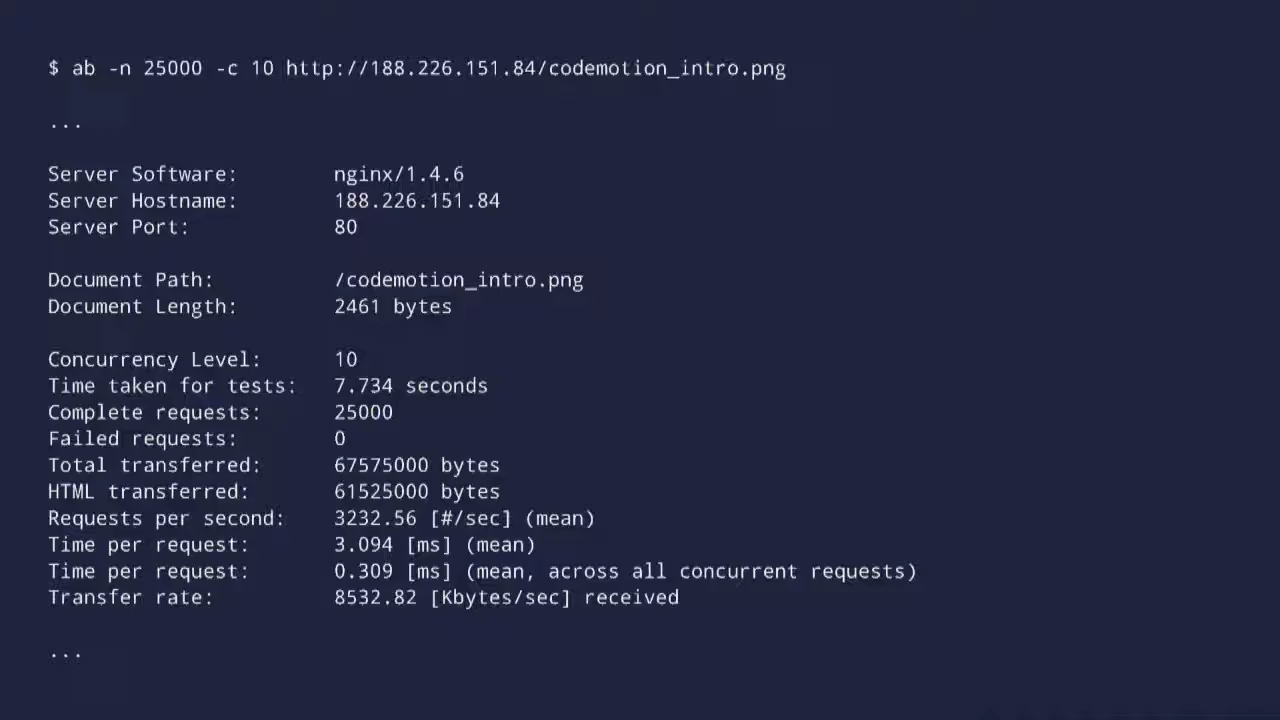 $ ab -n 25000 -c 10 http://188.226.151.84/codemotion_intro.png
...
Server Software: nginx/1.4.6
Server Hostname: 188.226.151.84
Server Port: 80
Document Path: /codemotion_intro.png
Document Length: 2461 bytes
Concurrency Level: 10
Time taken for tests: 7.734 seconds
Complete requests: 25000
Failed requests: 0
Total transferred: 67575000 bytes
HTML transferred: 61525000 bytes
Requests per second: 3232.56 [#/sec] (mean)
Time per request: 3.094 [ms] (mean)
Time per request: 0.309 [ms] (mean, across all concurrent requests)
Transfer rate: 8532.82 [Kbytes/sec] received
...